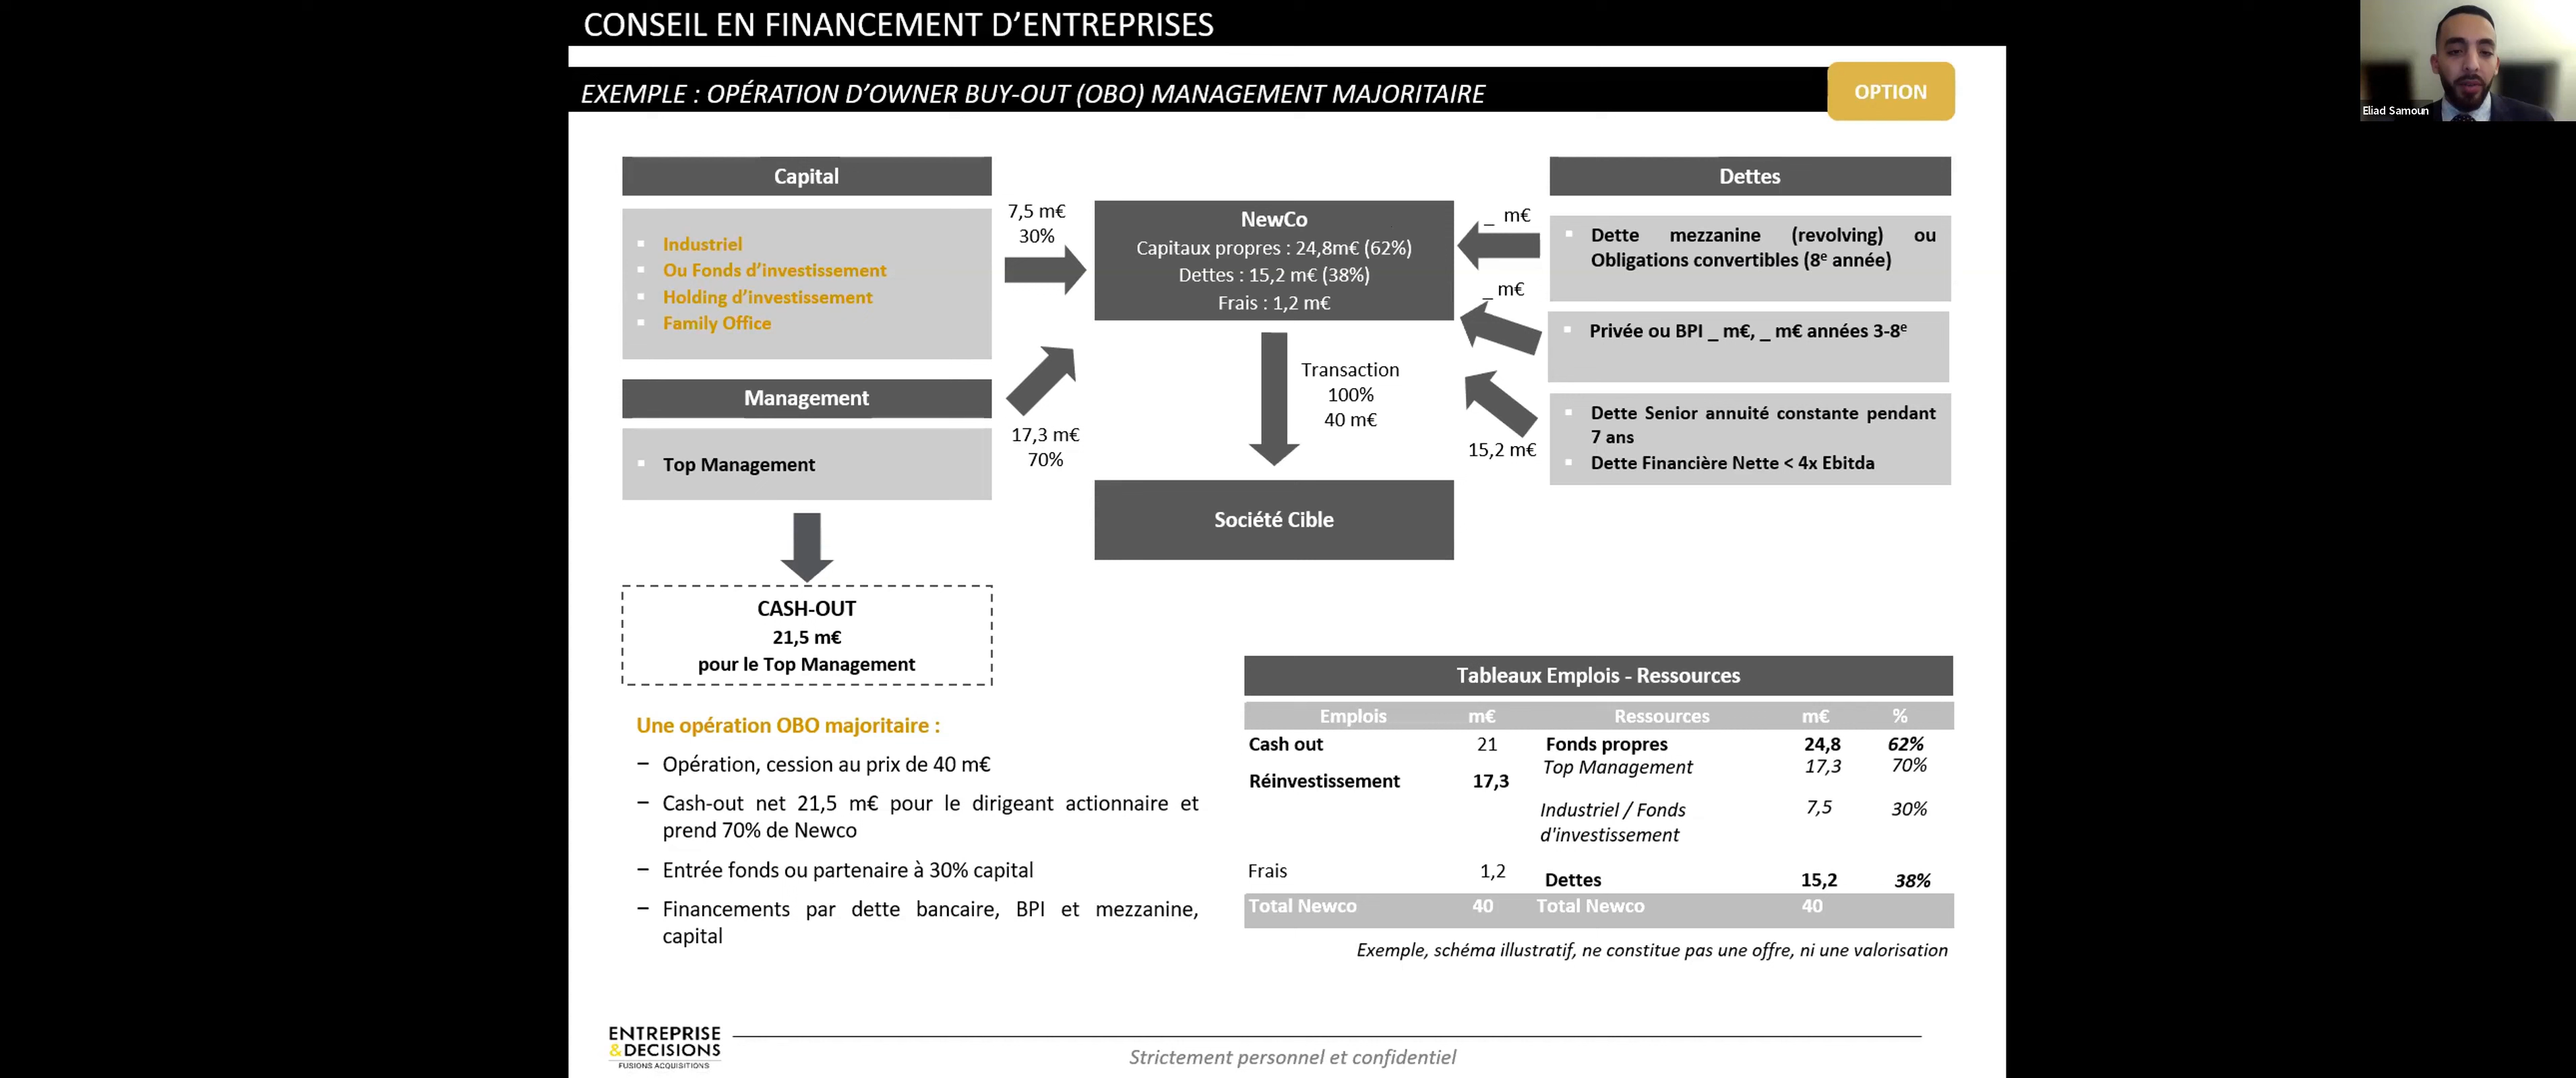 CONSEIL EN FINANCEMENT D'ENTREPRISES
EXEMPLE : OPÉRATION D'OWNER BUY-OUT (OBO) MANAGEMENT MAJORITAIRE
OPTION
Eliad Samoun
Capital
Industriel
Ou Fonds d'investissement
Holding d'investissement
Family Office
7,5 m€
30%
Management
Top Management
17,3 m€
70%
CASH-OUT
21,5 m€
pour le Top Management
NewCo
Capitaux propres : 24,8m€ (62%)
Dettes : 15,2 m€ (38%)
Frais : 1,2 m€
Transaction
100%
40 m€
Société Cible
Dettes
_ m€
Dette mezzanine (revolving) ou
Obligations convertibles (8e année)
_ m€
Privée ou BPI _ m€, _ m€ années 3-8e
15,2 m€
Dette Senior annuité constante pendant
7 ans
Dette Financière Nette < 4x Ebitda
Une opération OBO majoritaire :
– Opération, cession au prix de 40 m€
– Cash-out net 21,5 m€ pour le dirigeant actionnaire et
prend 70% de Newco
– Entrée fonds ou partenaire à 30% capital
– Financements par dette bancaire, BPI et mezzanine,
capital
Tableaux Emplois - Ressources
Emplois m€ Ressources m€ %
Cash out 21 Fonds propres 24,8 62%
Top Management 17,3 70%
Réinvestissement 17,3
Industriel / Fonds
d'investissement 7,5 30%
Frais 1,2 Dettes 15,2 38%
Total Newco 40 Total Newco 40
Exemple, schéma illustratif, ne constitue pas une offre, ni une valorisation
ENTREPRISE
&DECISIONS
FUSIONS ACQUISITIONS
Strictement personnel et confidentiel